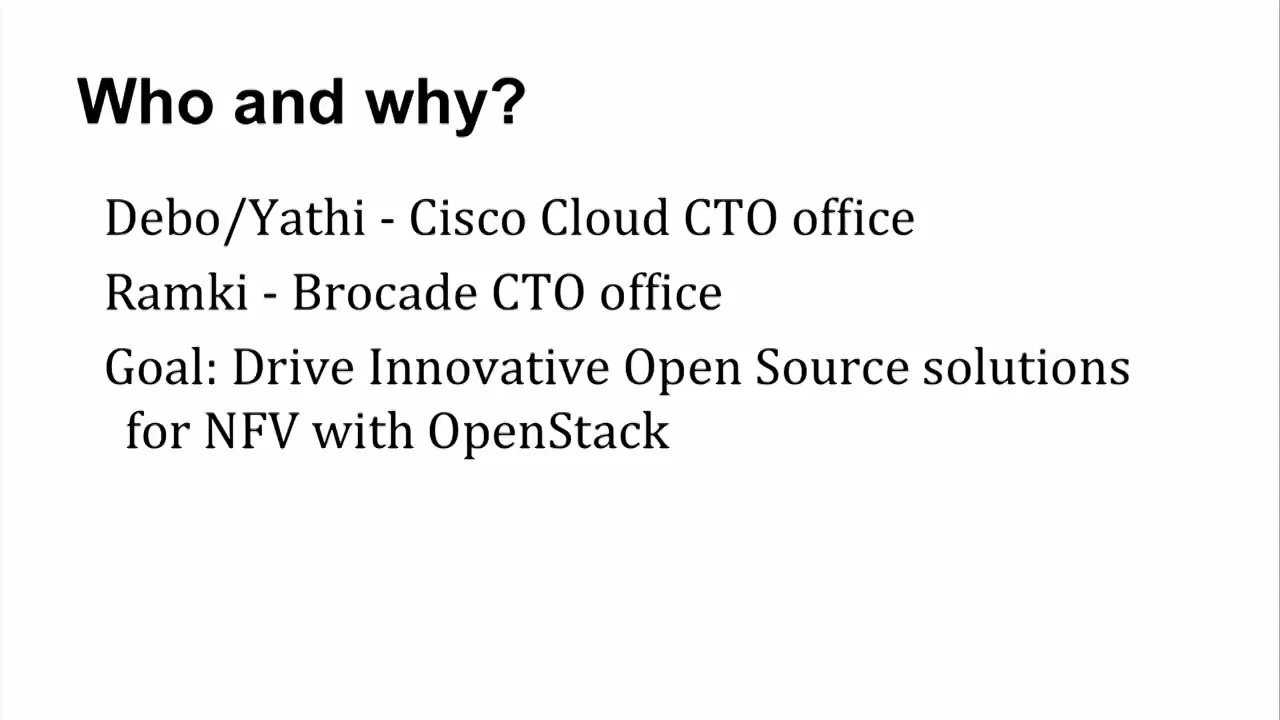 Who and why?
Debo/Yathi - Cisco Cloud CTO office
Ramki - Brocade CTO office
Goal: Drive Innovative Open Source solutions
for NFV with OpenStack